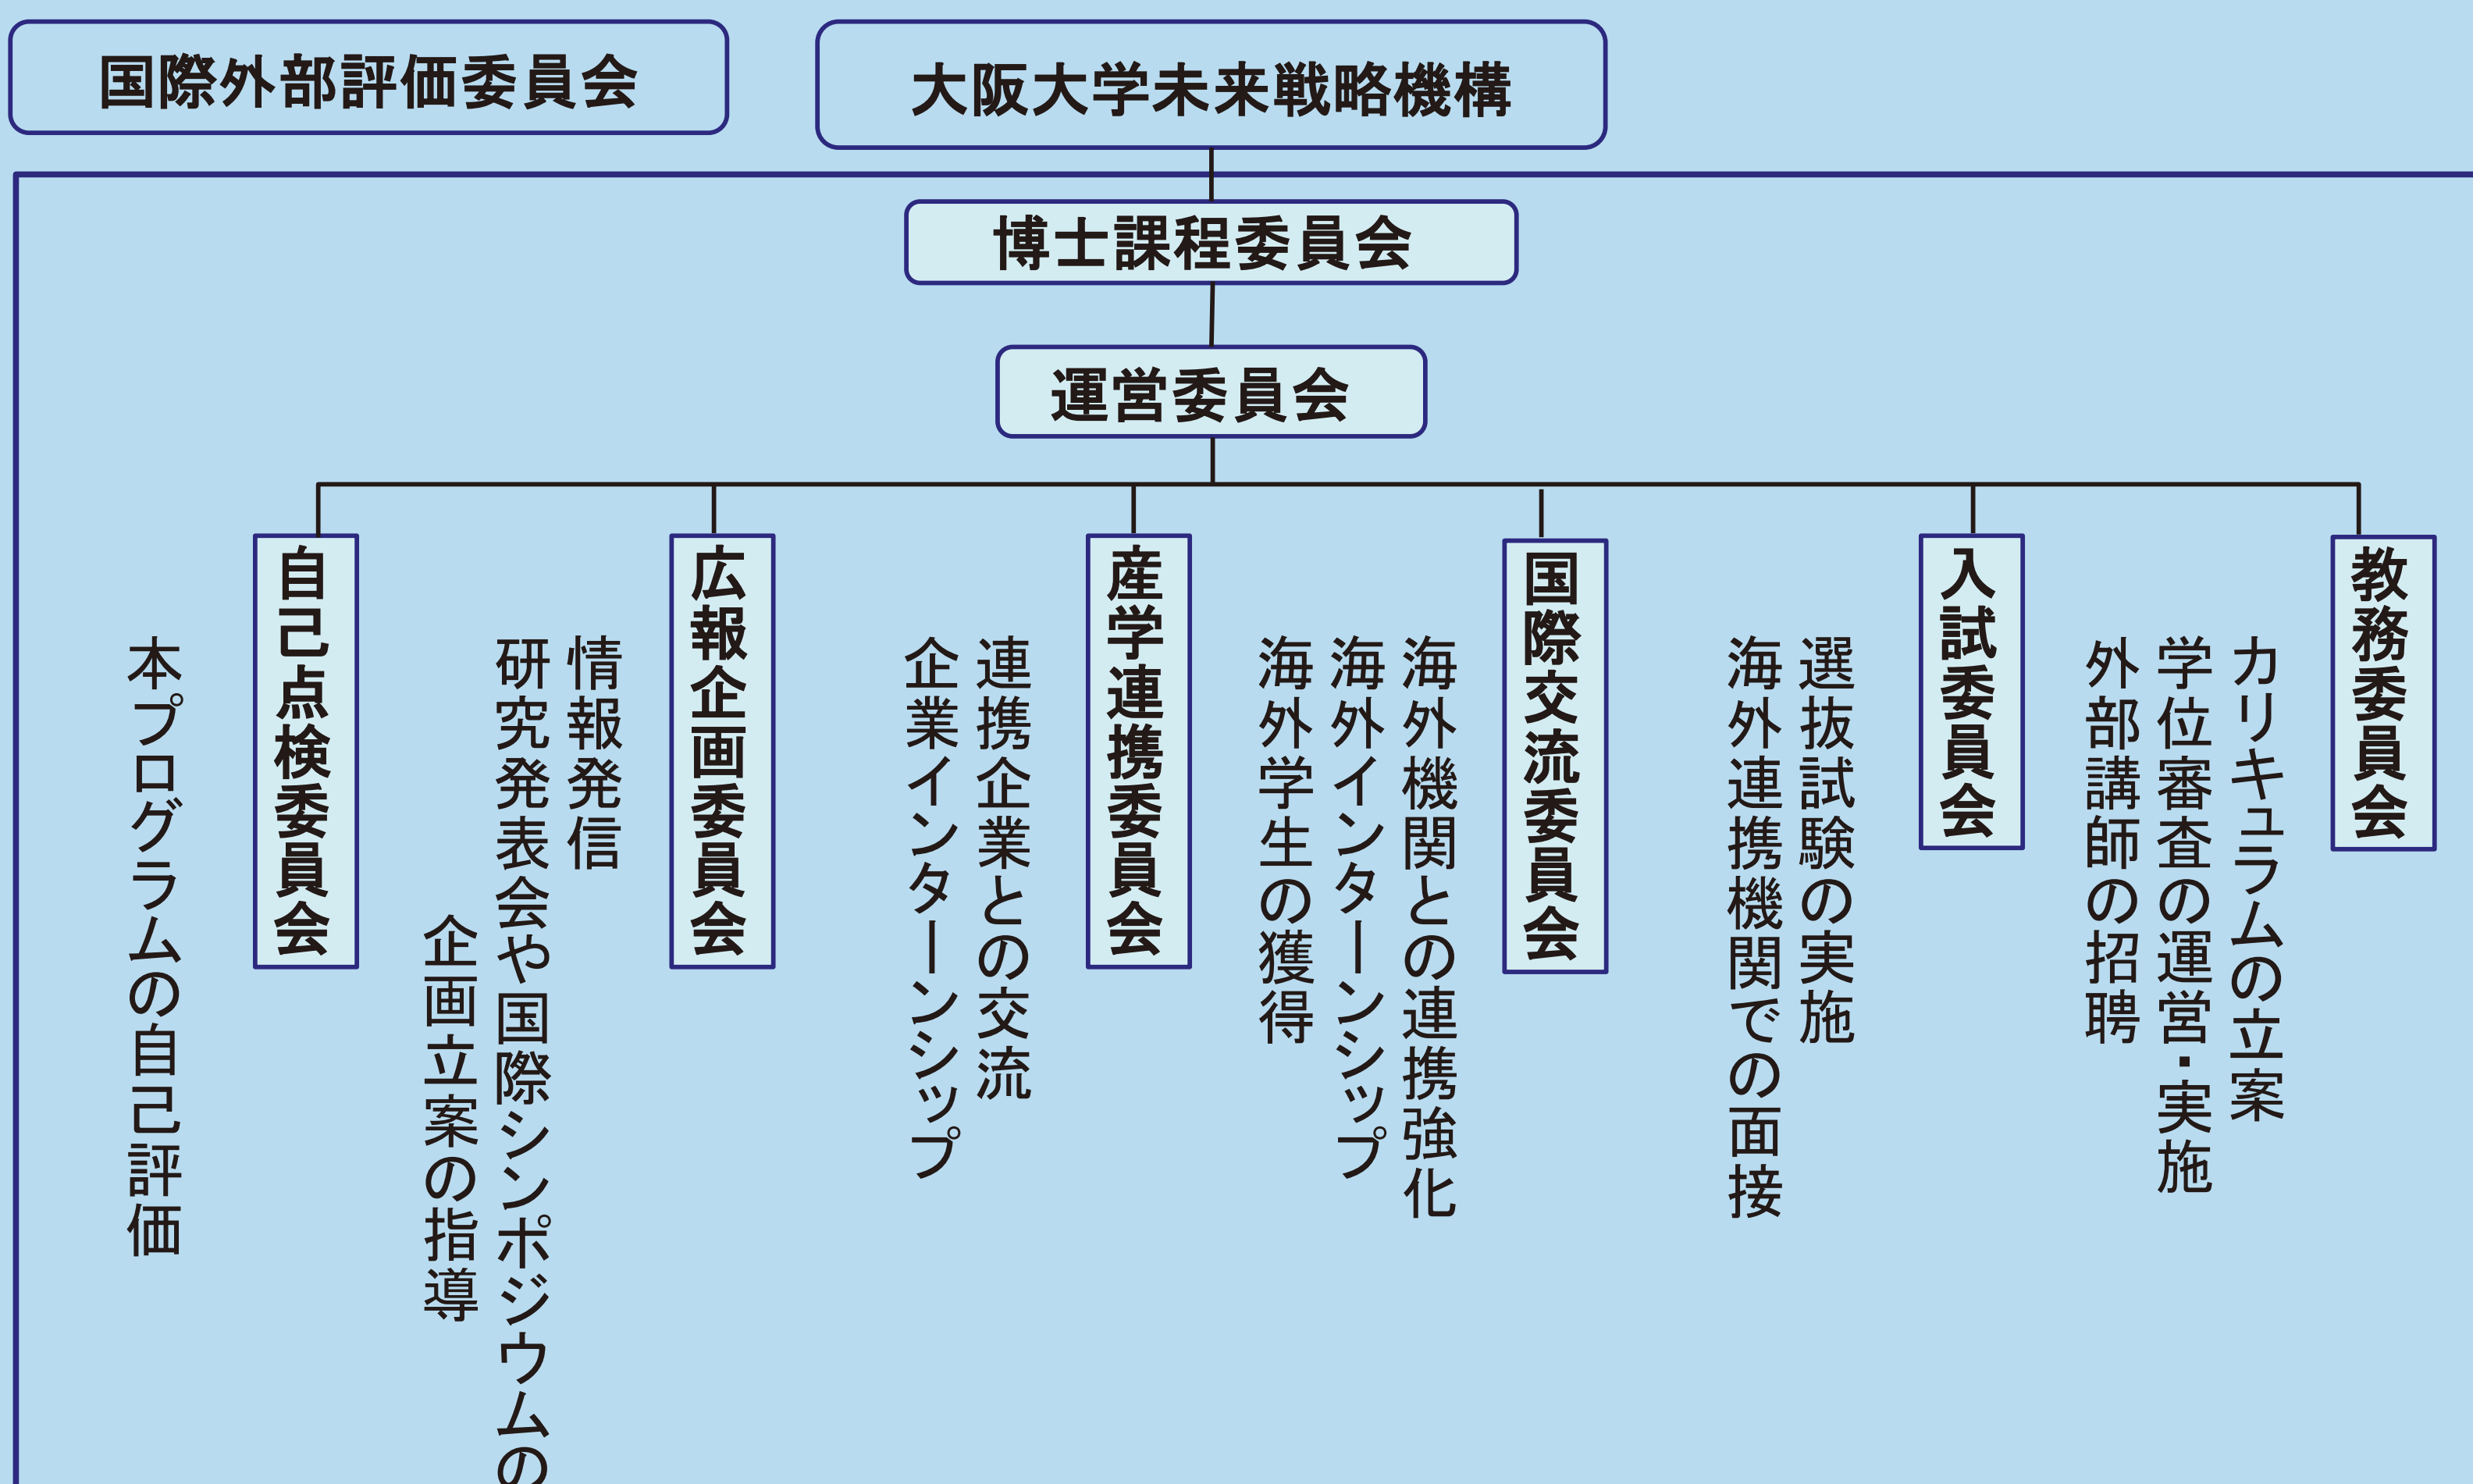 国際外部評価委員会
大阪大学未来戦略機構
博士課程委員会
運営委員会
教務委員会
カリキュラムの立案
学位審査の運営・実施
外部講師の招聘
入試委員会
選抜試験の実施
海外連携機関での面接
国際交流委員会
海外機関との連携強化
海外インターンシップ
海外学生の獲得
産学連携委員会
連携企業との交流
企業インターンシップ
広報企画委員会
情報発信
研究発表会や国際シンポジウムの
企画立案の指導
自己点検委員会
本プログラムの自己評価